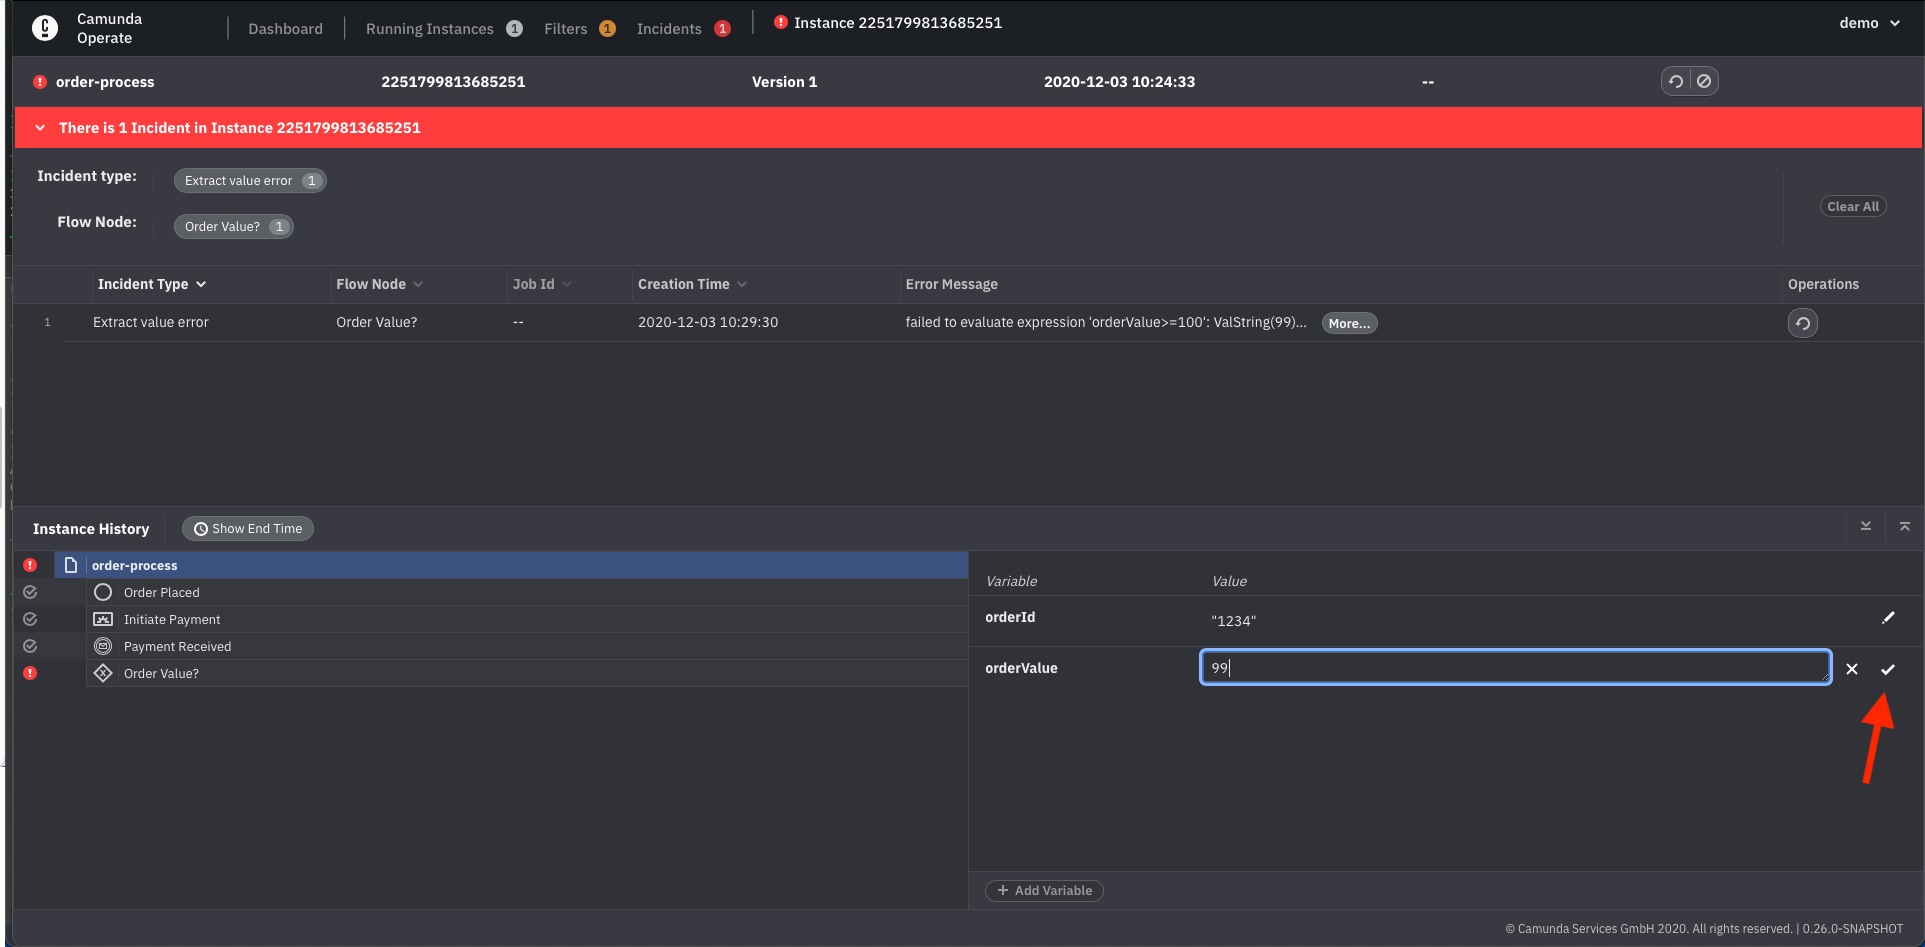 Camunda
Operate
Dashboard
Running Instances 1
Filters 1
Incidents 1
Instance 2251799813685251
demo
order-process 2251799813685251 Version 1 2020-12-03 10:24:33 --
There is 1 Incident in Instance 2251799813685251
Incident type: Extract value error 1
Flow Node: Order Value? 1
Clear All
Incident Type Flow Node Job Id Creation Time Error Message Operations
1 Extract value error Order Value? -- 2020-12-03 10:29:30 failed to evaluate expression 'orderValue>=100': ValString(99)... More...
Instance History Show End Time
order-process
Order Placed
Initiate Payment
Payment Received
Order Value?
Variable Value
orderId "1234"
orderValue 99
+ Add Variable
© Camunda Services GmbH 2020. All rights reserved. | 0.26.0-SNAPSHOT